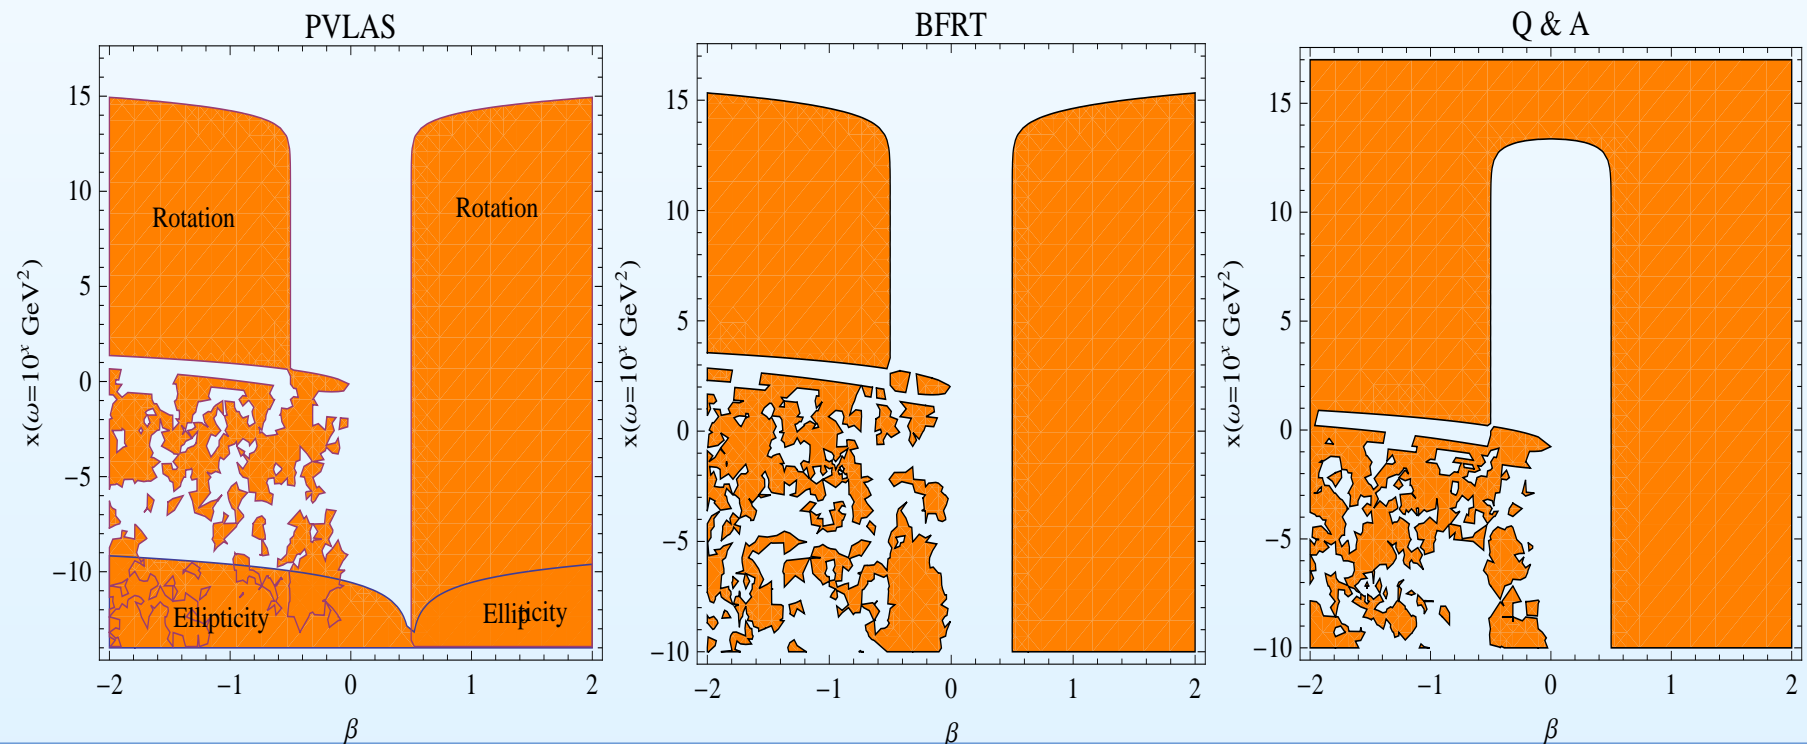 PVLAS
15
10
5
0
−5
−10
−2
−1
0
1
2
x(ω=10^x GeV^2)
β
Rotation
Rotation
Ellipticity
Ellipticity
BFRT
15
10
5
0
−5
−10
−2
−1
0
1
2
x(ω=10^x GeV^2)
β
Q & A
15
10
5
0
−5
−10
−2
−1
0
1
2
x(ω=10^x GeV^2)
β